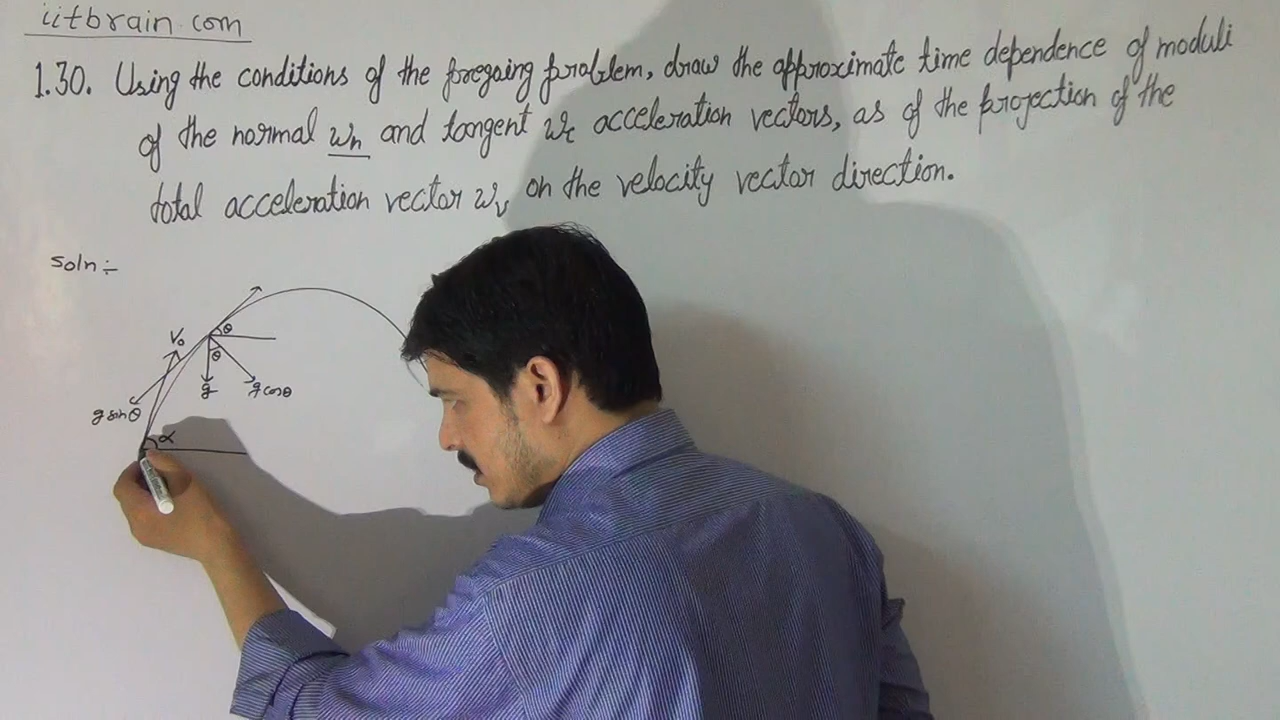 iitbrain.com
1.30. Using the conditions of the foregoing problem, draw the approximate time dependence of moduli
of the normal wn and tangent wτ acceleration vectors, as of the projection of the
total acceleration vector wv on the velocity vector direction.
Soln:-
V₀
θ
θ
g
g cosθ
g sinθ
α